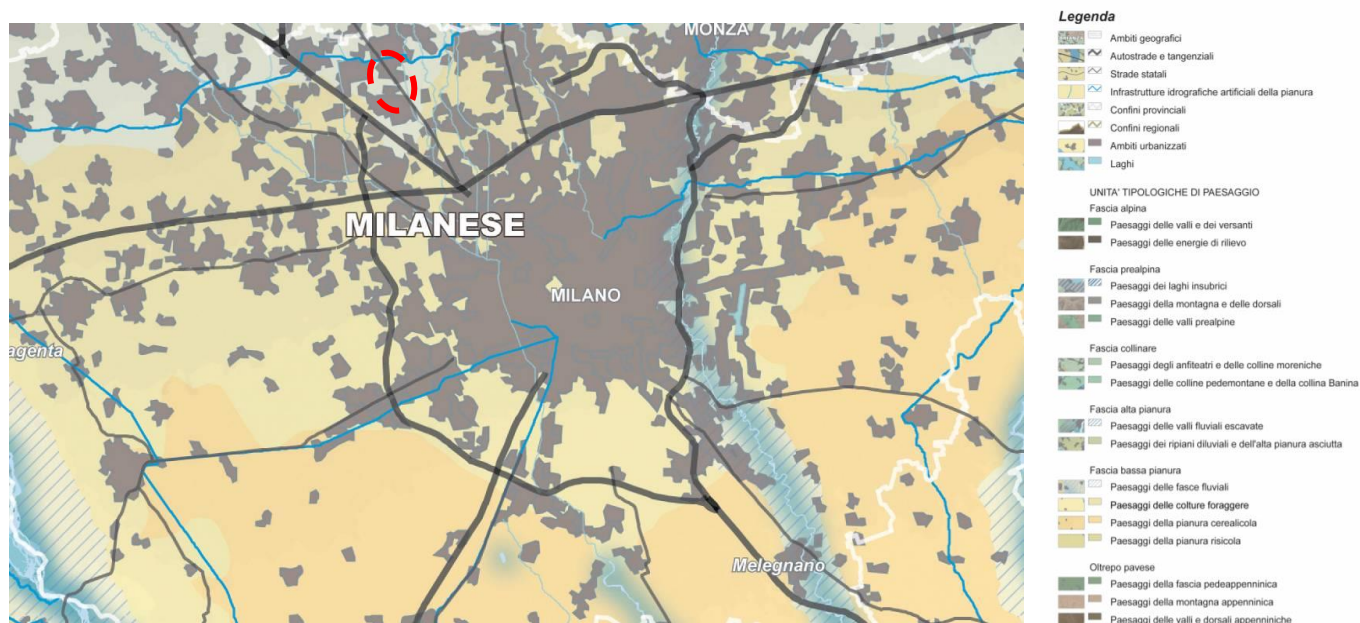 MONZA
MILANESE
MILANO
agenta
Melegnano
Legenda
Ambiti geografici
Autostrade e tangenziali
Strade statali
Infrastrutture idrografiche artificiali della pianura
Confini provinciali
Confini regionali
Ambiti urbanizzati
Laghi
UNITA' TIPOLOGICHE DI PAESAGGIO
Fascia alpina
Paesaggi delle valli e dei versanti
Paesaggi delle energie di rilievo
Fascia prealpina
Paesaggi dei laghi insubrici
Paesaggi della montagna e delle dorsali
Paesaggi delle valli prealpine
Fascia collinare
Paesaggi degli anfiteatri e delle colline moreniche
Paesaggi delle colline pedemontane e della collina Banina
Fascia alta pianura
Paesaggi delle valli fluviali escavate
Paesaggi dei ripiani diluviali e dell'alta pianura asciutta
Fascia bassa pianura
Paesaggi delle fasce fluviali
Paesaggi delle colture foraggere
Paesaggi della pianura cerealicola
Paesaggi della pianura risicola
Oltrepo pavese
Paesaggi della fascia pedeappenninica
Paesaggi della montagna appenninica
Paesaggi delle valli e dorsali appenniniche